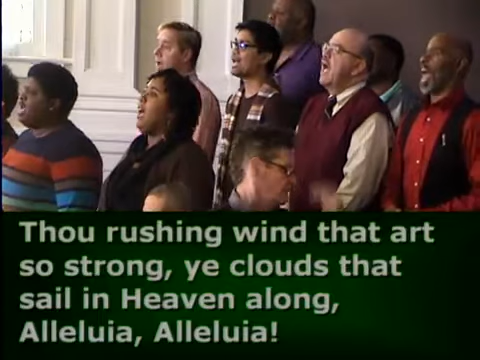 Thou rushing wind that art
so strong, ye clouds that
sail in Heaven along,
Alleluia, Alleluia!